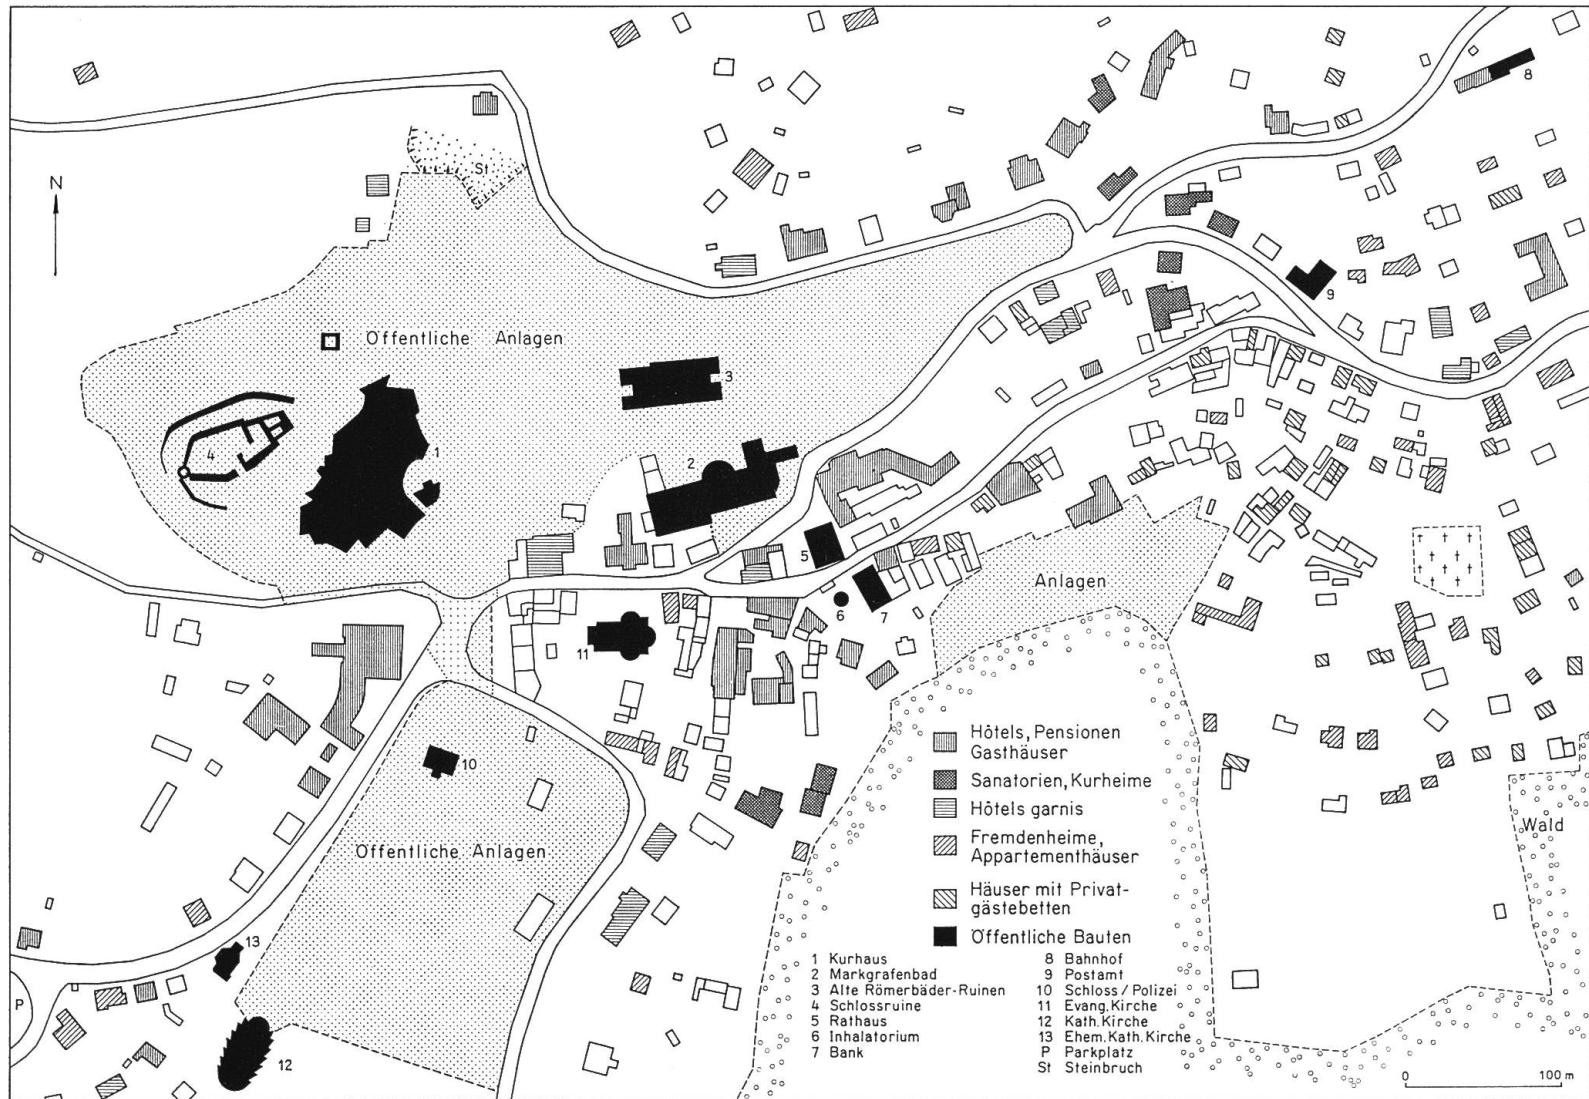 8
N
St
9
Öffentliche Anlagen
3
4
1
2
5
Anlagen
6
7
11
Hôtels, Pensionen
Gasthäuser
10
Sanatorien, Kurheime
Hôtels garnis
Öffentliche Anlagen
Fremdenheime,
Appartementhäuser
Wald
Häuser mit Privat-
gästebetten
Öffentliche Bauten
13
P
12
1 Kurhaus
2 Markgrafenbad
3 Alte Römerbäder-Ruinen
4 Schlossruine
5 Rathaus
6 Inhalatorium
7 Bank
8 Bahnhof
9 Postamt
10 Schloss / Polizei
11 Evang. Kirche
12 Kath. Kirche
13 Ehem. Kath. Kirche
P Parkplatz
St Steinbruch
0 100 m